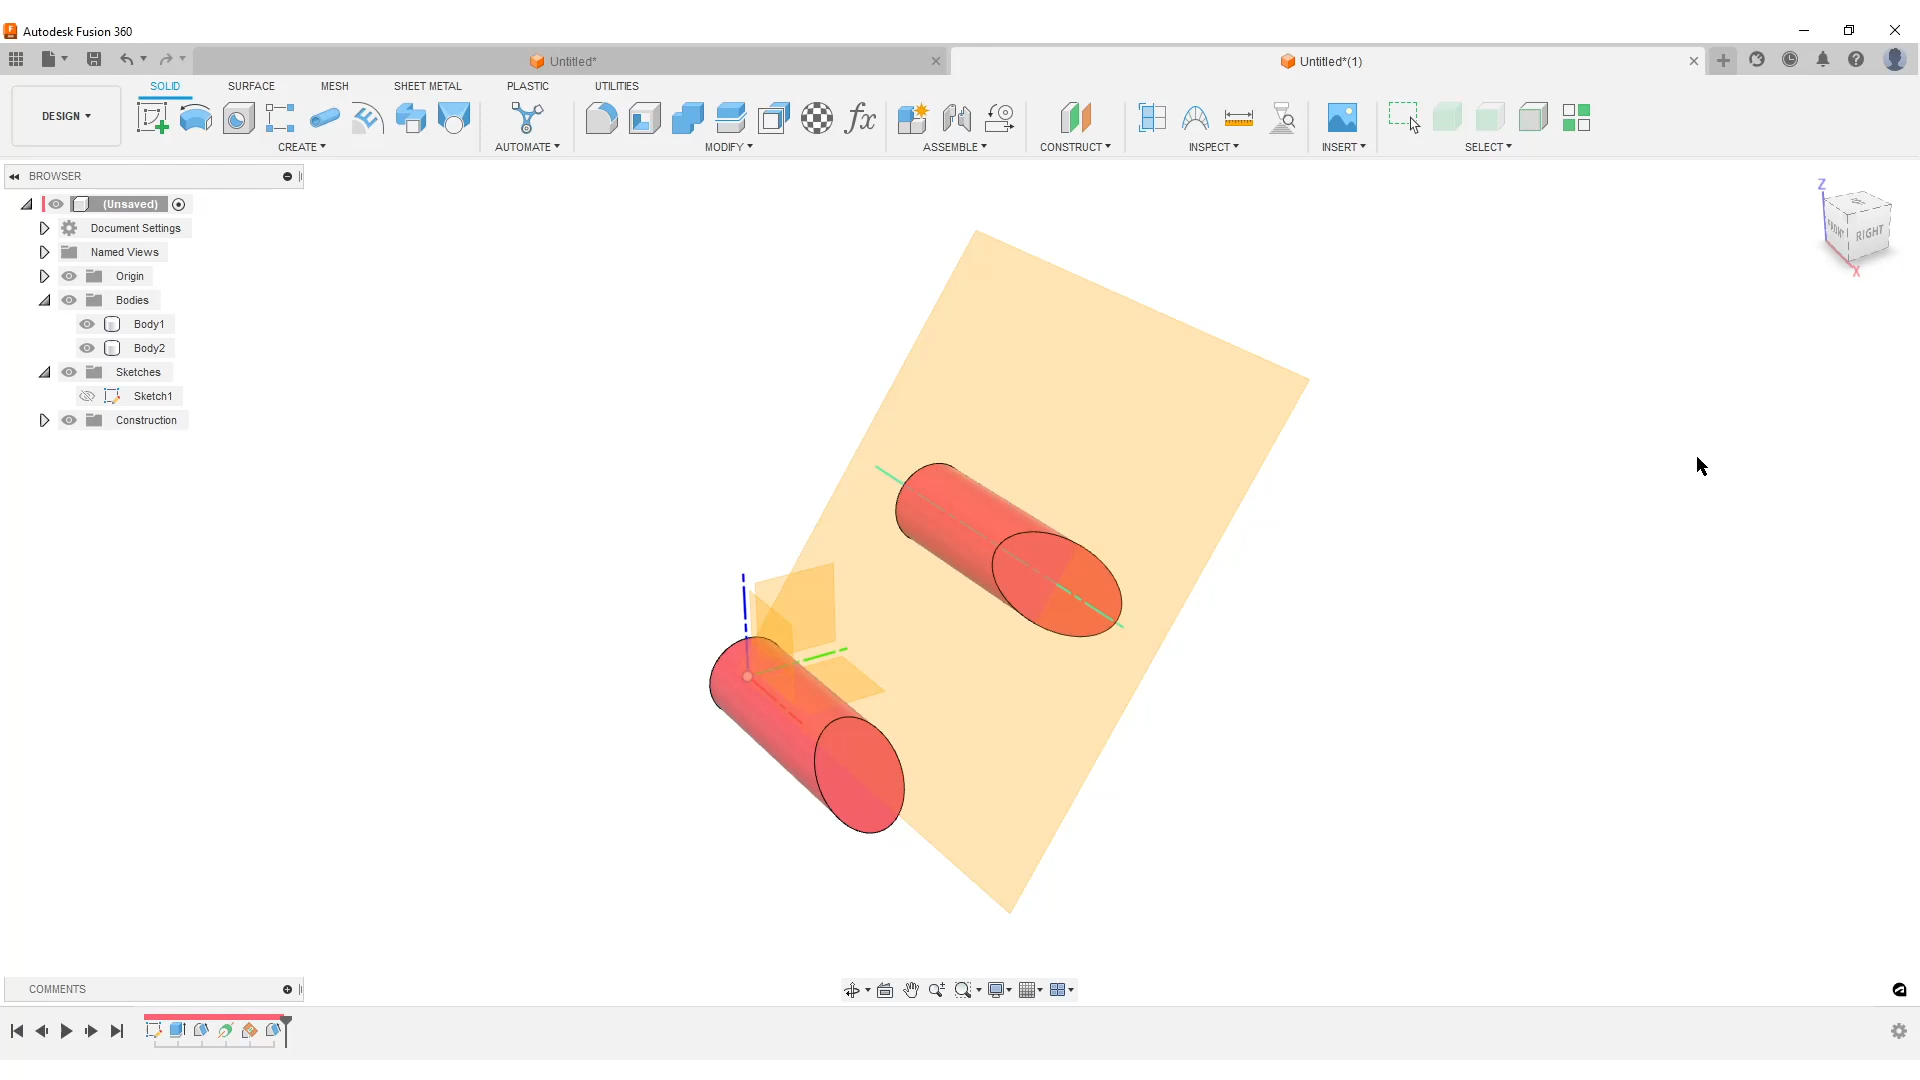 Autodesk Fusion 360
Untitled*
Untitled*(1)
SOLID
SURFACE
MESH
SHEET METAL
PLASTIC
UTILITIES
DESIGN
CREATE
AUTOMATE
MODIFY
ASSEMBLE
CONSTRUCT
INSPECT
INSERT
SELECT
BROWSER
(Unsaved)
Document Settings
Named Views
Origin
Bodies
Body1
Body2
Sketches
Sketch1
Construction
Z
RIGHT
X
COMMENTS